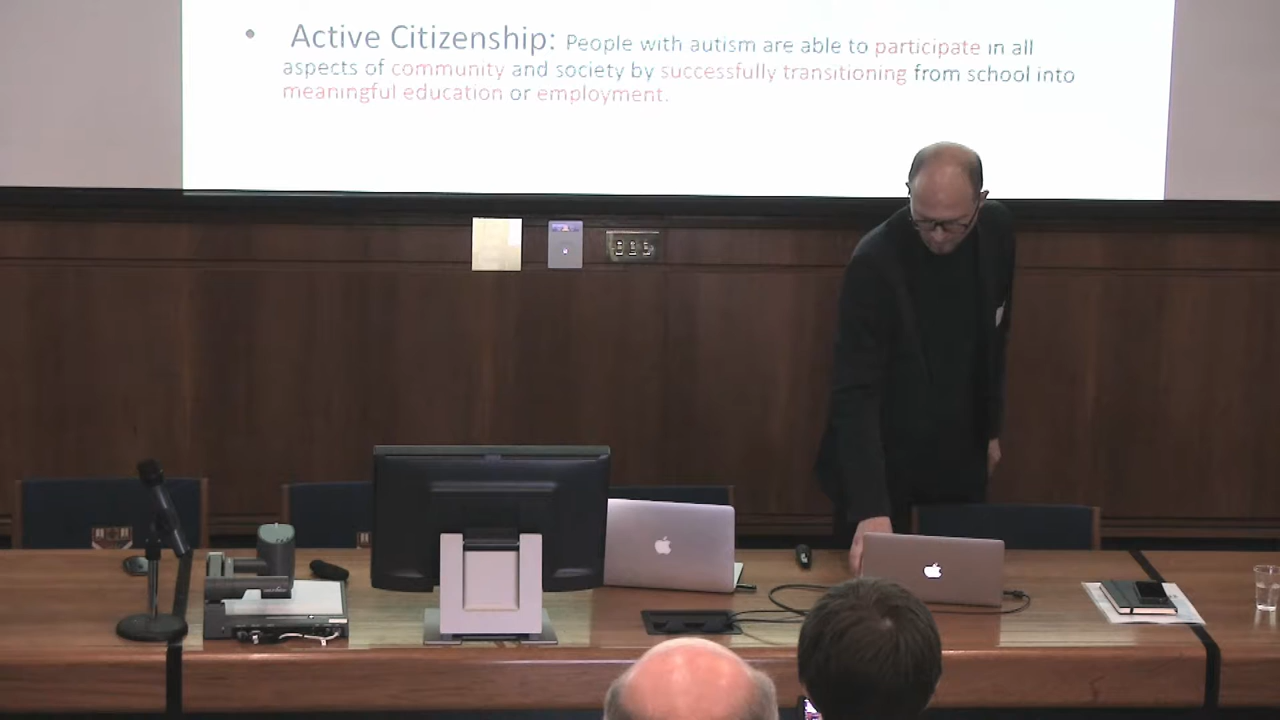 • Active Citizenship: People with autism are able to participate in all
aspects of community and society by successfully transitioning from school into
meaningful education or employment.